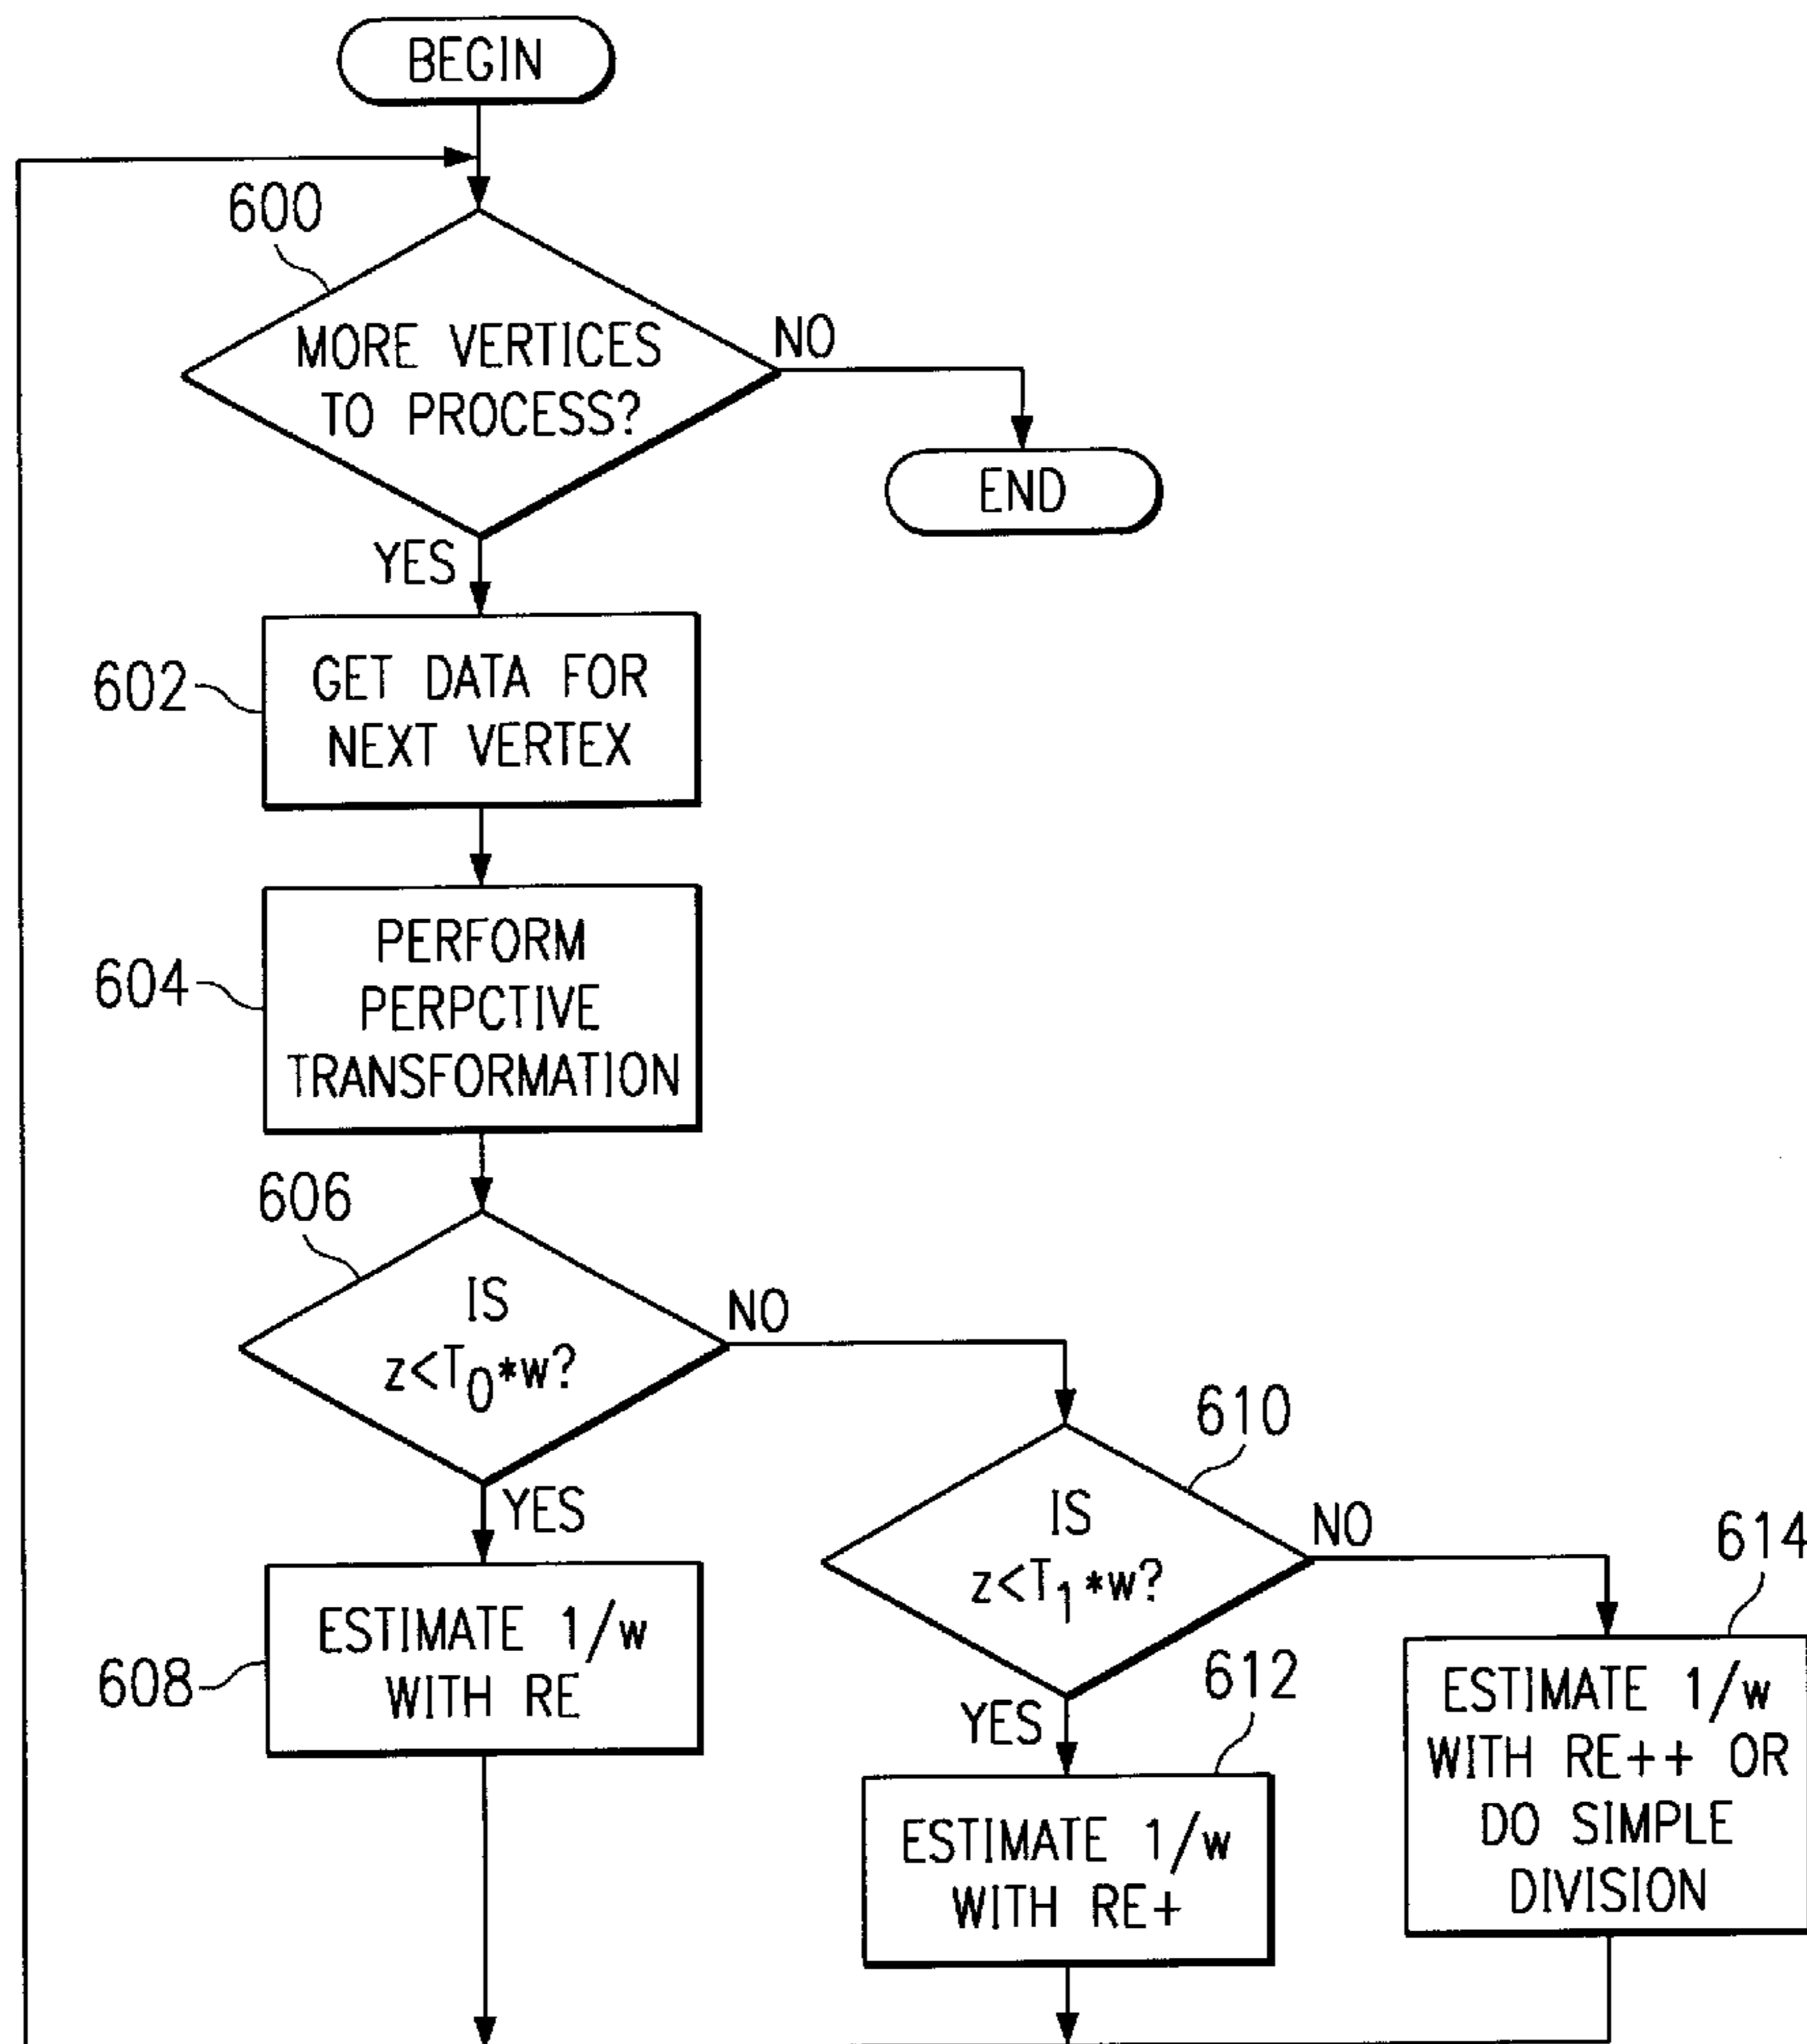 BEGIN
600
MORE VERTICES
TO PROCESS?
NO
END
YES
602
GET DATA FOR
NEXT VERTEX
604
PERFORM
PERPCTIVE
TRANSFORMATION
606
IS
z<T0*w?
NO
YES
608
ESTIMATE 1/w
WITH RE
610
IS
z<T1*w?
NO
YES
612
ESTIMATE 1/w
WITH RE+
614
ESTIMATE 1/w
WITH RE++ OR
DO SIMPLE
DIVISION